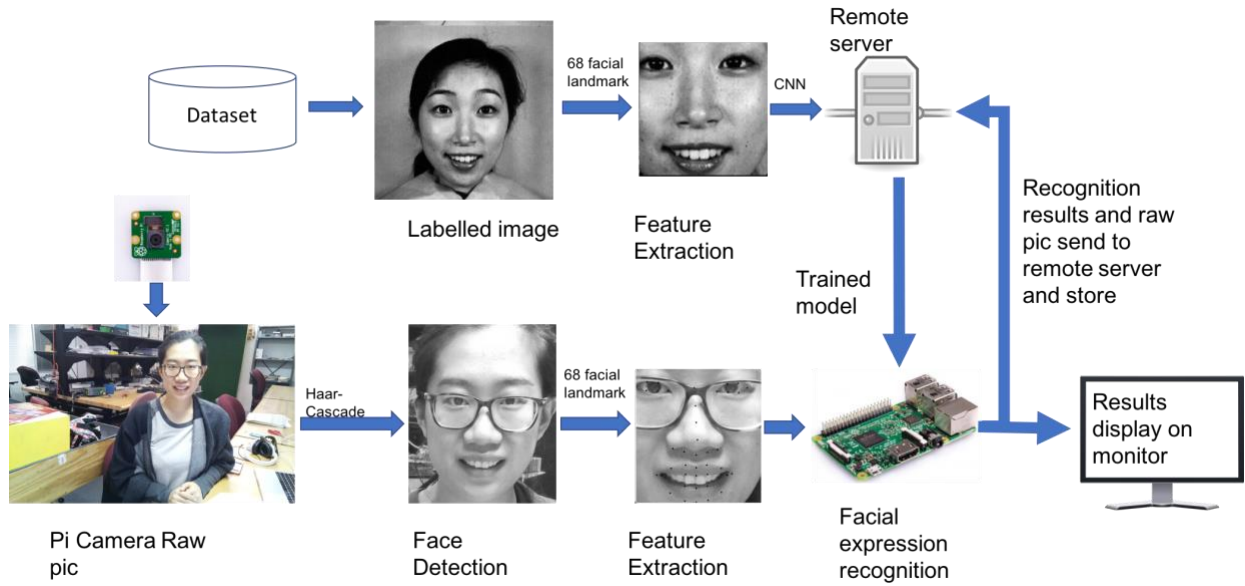 Remote
server
68 facial
landmark
CNN
Dataset
Labelled image
Feature
Extraction
Trained
model
Recognition
results and raw
pic send to
remote server
and store
Haar-
Cascade
68 facial
landmark
Results
display on
monitor
Pi Camera Raw
pic
Face
Detection
Feature
Extraction
Facial
expression
recognition